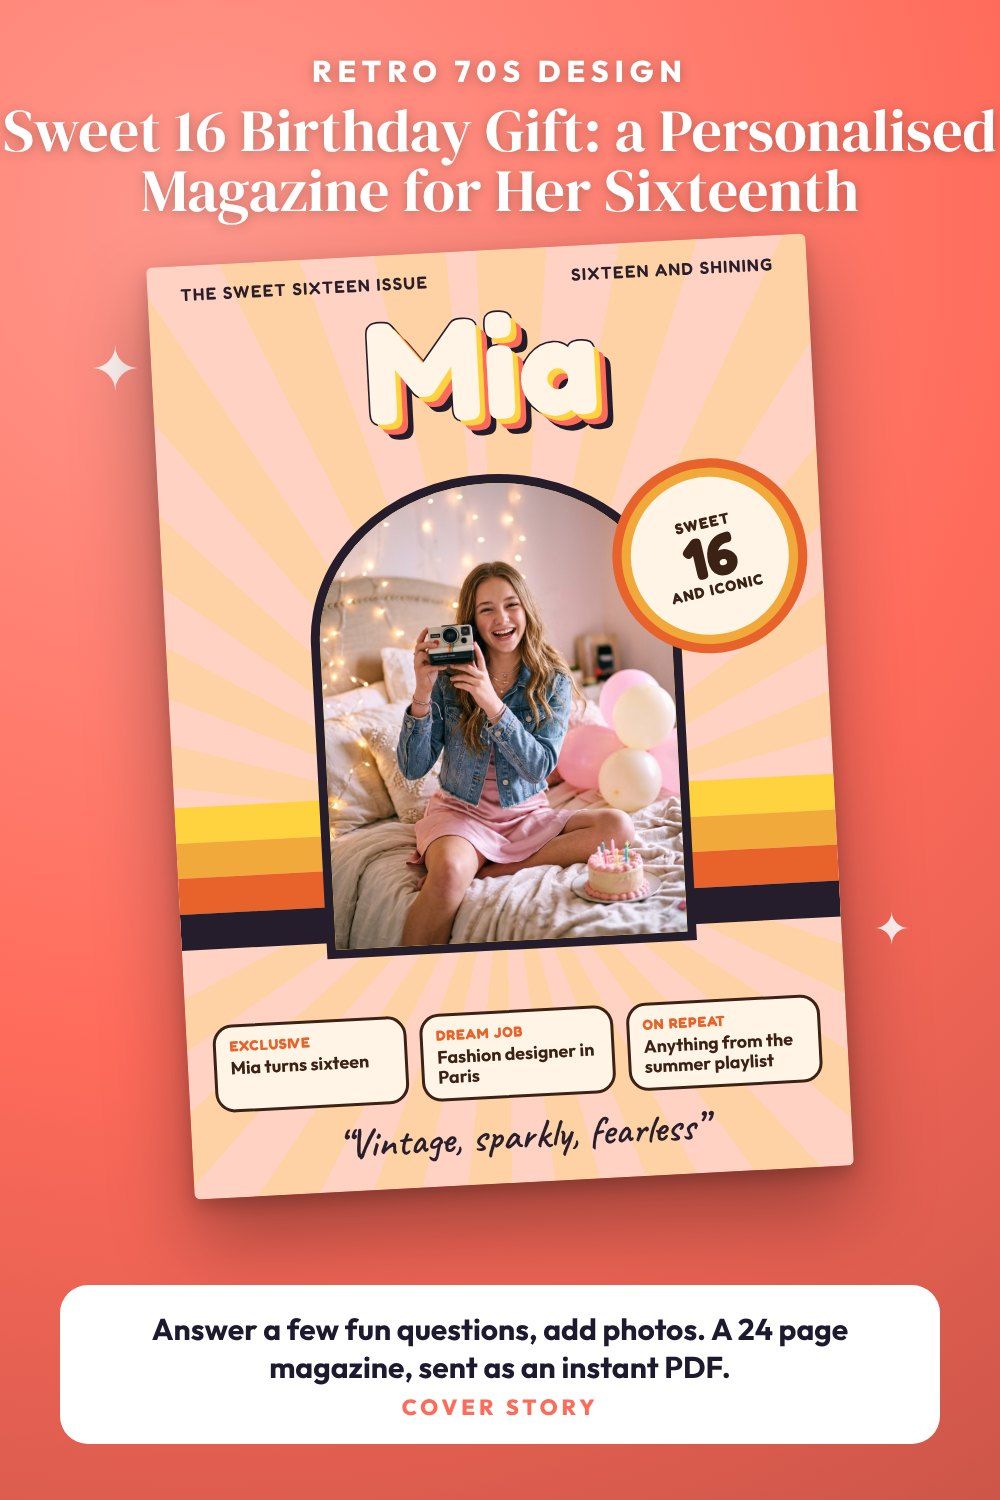 RETRO 70S DESIGN
Sweet 16 Birthday Gift: a Personalised
Magazine for Her Sixteenth
THE SWEET SIXTEEN ISSUE
SIXTEEN AND SHINING
Mia
SWEET
16
AND ICONIC
EXCLUSIVE
Mia turns sixteen
DREAM JOB
Fashion designer in
Paris
ON REPEAT
Anything from the
summer playlist
“Vintage, sparkly, fearless”
Answer a few fun questions, add photos. A 24 page
magazine, sent as an instant PDF.
COVER STORY